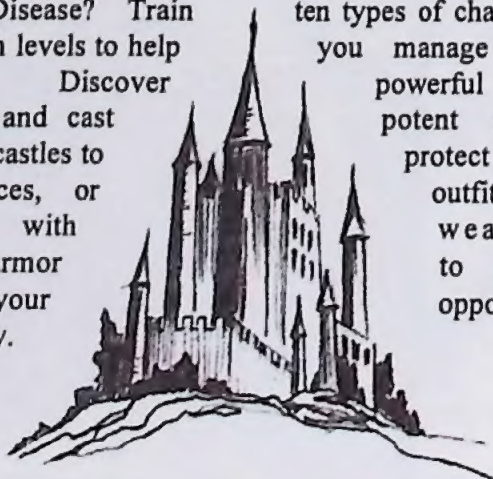 Disease? Train ten types of cha
n levels to help you manage
Discover powerful
and cast potent
castles to protect
ces, or outfit
with wea
rmor to
your oppo
y.